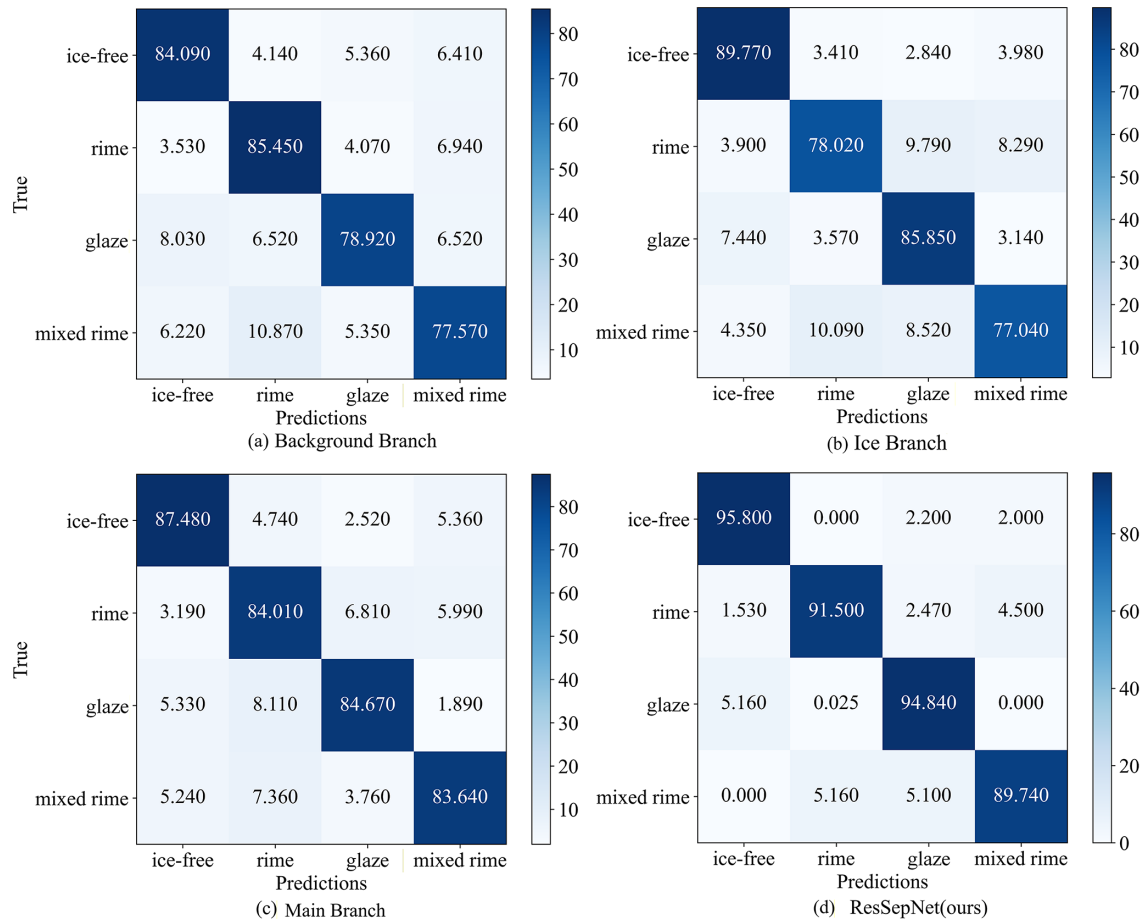 ice-free 84.090 4.140 5.360 6.410 80
rime 3.530 85.450 4.070 6.940 70
60
50
True
40
glaze 8.030 6.520 78.920 6.520 30
20
mixed rime 6.220 10.870 5.350 77.570 10
ice-free rime glaze mixed rime
Predictions
(a) Background Branch
ice-free 89.770 3.410 2.840 3.980 80
rime 3.900 78.020 9.790 8.290 70
60
50
40
glaze 7.440 3.570 85.850 3.140 30
20
mixed rime 4.350 10.090 8.520 77.040 10
ice-free rime glaze mixed rime
Predictions
(b) Ice Branch
ice-free 87.480 4.740 2.520 5.360 80
70
rime 3.190 84.010 6.810 5.990 60
50
True
40
glaze 5.330 8.110 84.670 1.890 30
20
mixed rime 5.240 7.360 3.760 83.640 10
ice-free rime glaze mixed rime
Predictions
(c) Main Branch
ice-free 95.800 0.000 2.200 2.000 80
rime 1.530 91.500 2.470 4.500 60
40
glaze 5.160 0.025 94.840 0.000
20
mixed rime 0.000 5.160 5.100 89.740
0
ice-free rime glaze mixed rime
Predictions
(d) ResSepNet(ours)